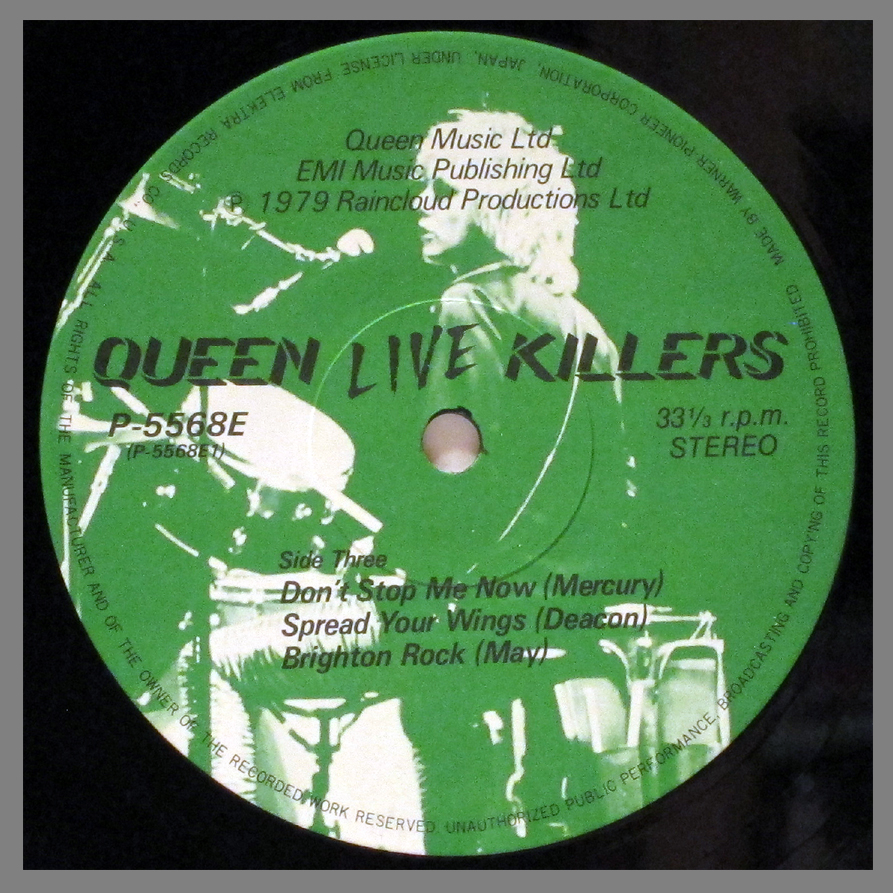 Queen Music Ltd
EMI Music Publishing Ltd
℗ 1979 Raincloud Productions Ltd
QUEEN LIVE KILLERS
P-5568E
(P-5568E1)
33⅓ r.p.m.
STEREO
Side Three
Don't Stop Me Now (Mercury)
Spread Your Wings (Deacon)
Brighton Rock (May)
MADE BY WARNER-PIONEER CORPORATION, JAPAN, UNDER LICENSE FROM ELEKTRA RECORDS CO., U.S.A. ALL RIGHTS OF THE MANUFACTURER AND OF THE OWNER OF THE RECORDED WORK RESERVED. UNAUTHORIZED PUBLIC PERFORMANCE, BROADCASTING AND COPYING OF THIS RECORD PROHIBITED